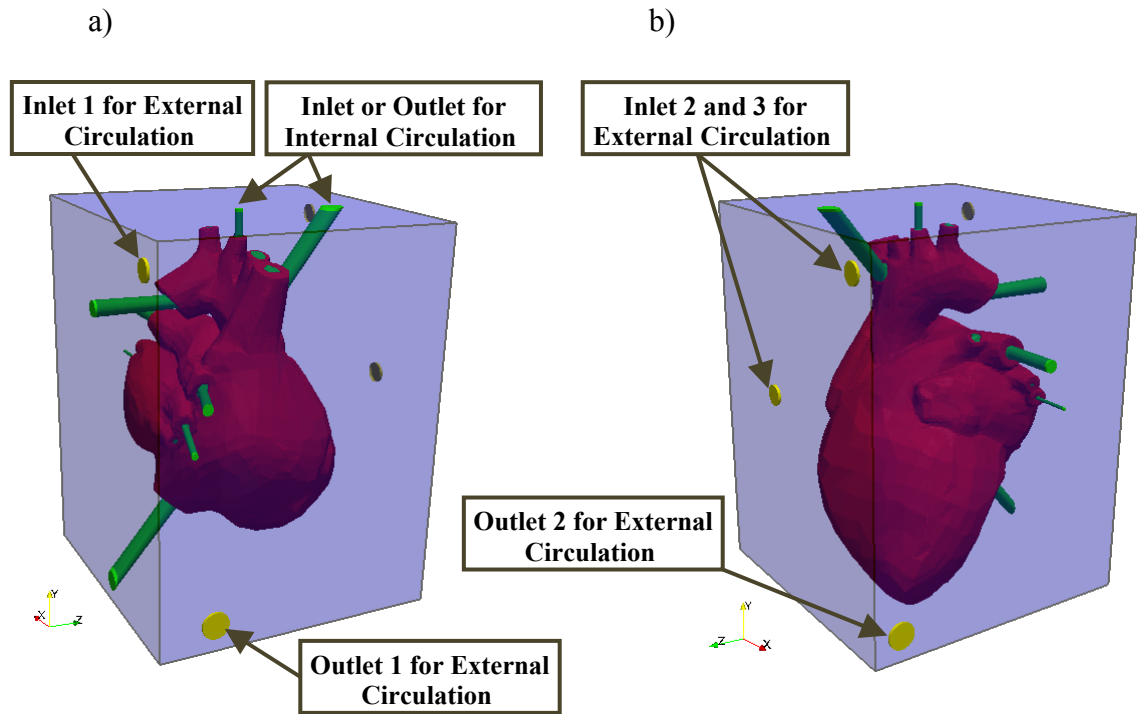 a)
b)
Inlet 1 for External
Circulation
Inlet or Outlet for
Internal Circulation
Inlet 2 and 3 for
External Circulation
Outlet 2 for External
Circulation
Outlet 1 for External
Circulation
Y
X
Z
Y
Z
X